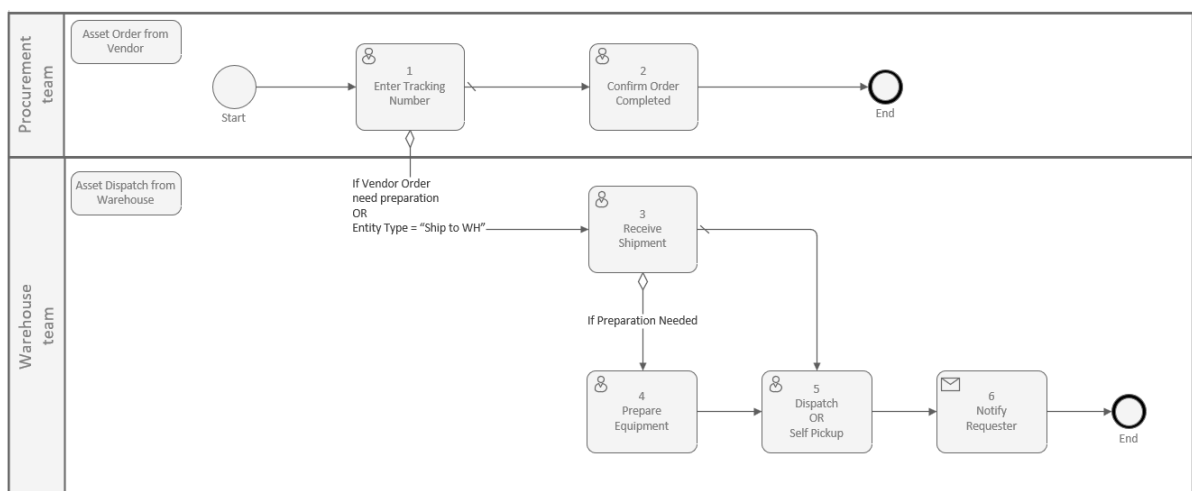 Procurement
team
Asset Order from
Vendor
Start
1
Enter Tracking
Number
2
Confirm Order
Completed
End
Warehouse
team
Asset Dispatch from
Warehouse
If Vendor Order
need preparation
OR
Entity Type = “Ship to WH”
3
Receive
Shipment
If Preparation Needed
4
Prepare
Equipment
5
Dispatch
OR
Self Pickup
6
Notify
Requester
End